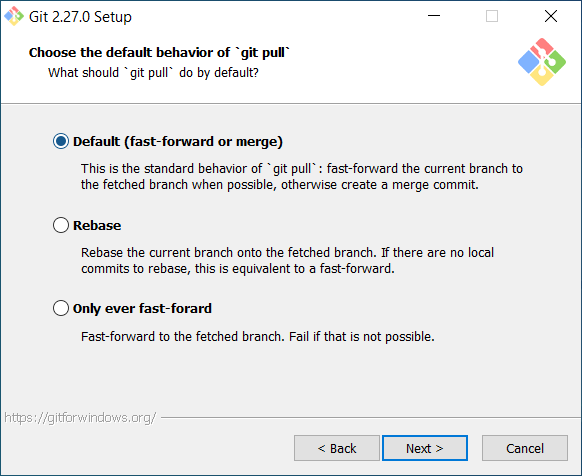 Git 2.27.0 Setup
Choose the default behavior of `git pull`
What should `git pull` do by default?
Default (fast-forward or merge)
This is the standard behavior of `git pull`: fast-forward the current branch to
the fetched branch when possible, otherwise create a merge commit.
Rebase
Rebase the current branch onto the fetched branch. If there are no local
commits to rebase, this is equivalent to a fast-forward.
Only ever fast-forard
Fast-forward to the fetched branch. Fail if that is not possible.
https://gitforwindows.org/
< Back
Next >
Cancel